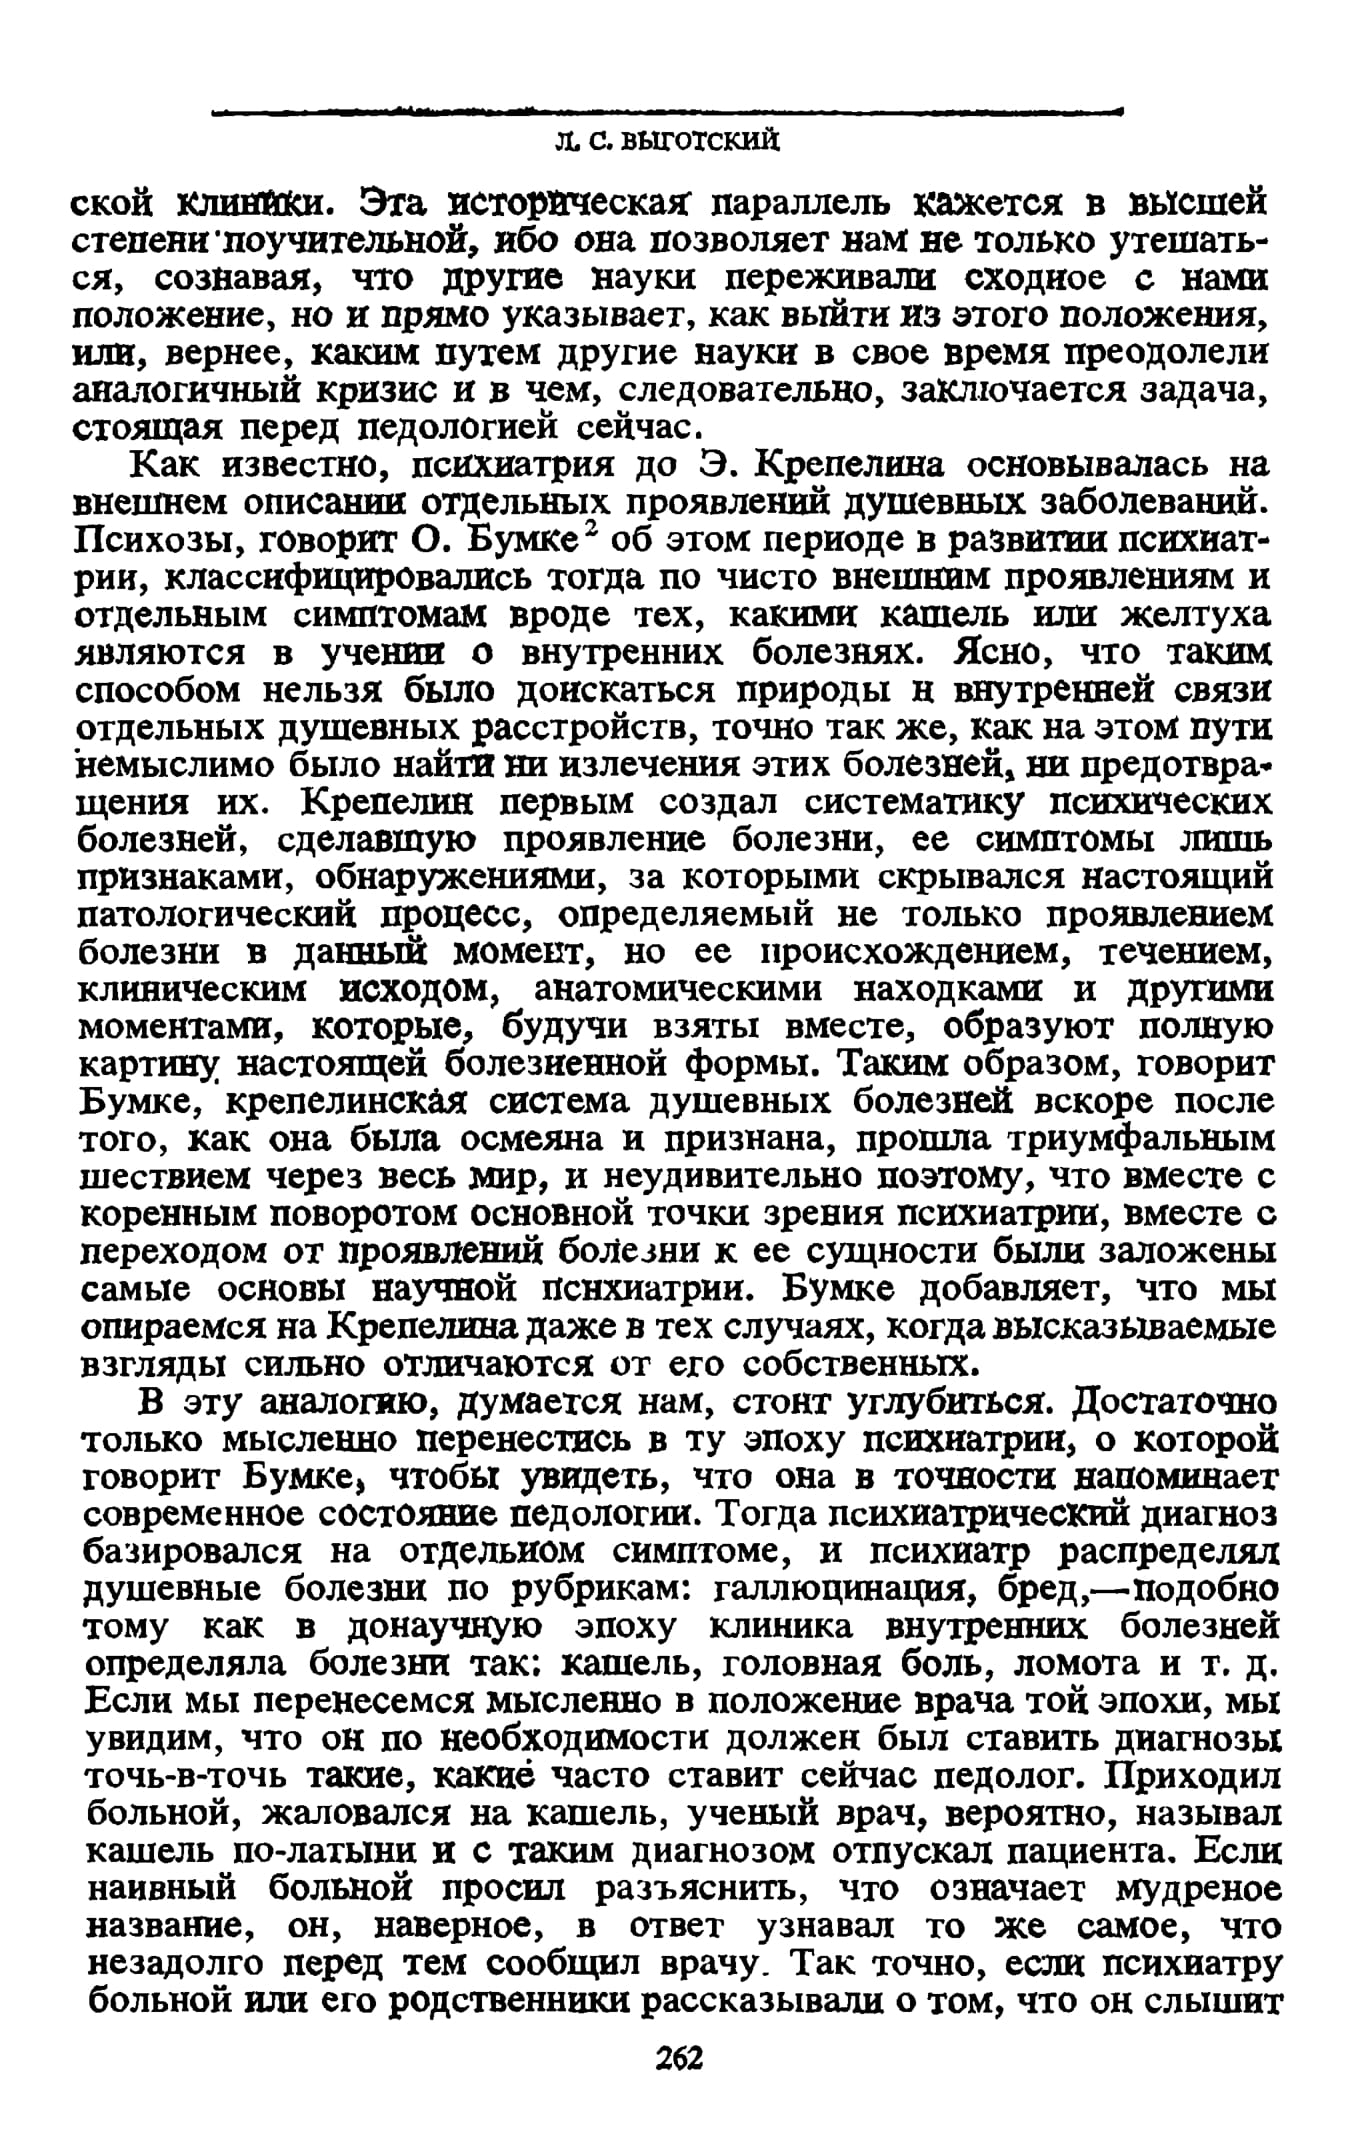 Л. С. ВЫГОТСКИЙ
ской клиники. Эта историческая параллель кажется в высшей
степени поучительной, ибо она позволяет нам не только утешать-
ся, сознавая, что другие науки переживали сходное с нами
положение, но и прямо указывает, как выйти из этого положения,
или, вернее, каким путем другие науки в свое время преодолели
аналогичный кризис и в чем, следовательно, заключается задача,
стоящая перед педологией сейчас.
Как известно, психиатрия до Э. Крепелина основывалась на
внешнем описании отдельных проявлений душевных заболеваний.
Психозы, говорит О. Бумке² об этом периоде в развитии психиат-
рии, классифицировались тогда по чисто внешним проявлениям и
отдельным симптомам вроде тех, какими кашель или желтуха
являются в учении о внутренних болезнях. Ясно, что таким
способом нельзя было доискаться природы и внутренней связи
отдельных душевных расстройств, точно так же, как на этом пути
немыслимо было найти ни излечения этих болезней, ни предотвра-
щения их. Крепелин первым создал систематику психических
болезней, сделавшую проявление болезни, ее симптомы лишь
признаками, обнаружениями, за которыми скрывался настоящий
патологический процесс, определяемый не только проявлением
болезни в данный момент, но ее происхождением, течением,
клиническим исходом, анатомическими находками и другими
моментами, которые, будучи взяты вместе, образуют полную
картину настоящей болезненной формы. Таким образом, говорит
Бумке, крепелинская система душевных болезней вскоре после
того, как она была осмеяна и признана, прошла триумфальным
шествием через весь мир, и неудивительно поэтому, что вместе с
коренным поворотом основной точки зрения психиатрии, вместе с
переходом от проявлений болезни к ее сущности были заложены
самые основы научной психиатрии. Бумке добавляет, что мы
опираемся на Крепелина даже в тех случаях, когда высказываемые
взгляды сильно отличаются от его собственных.
В эту аналогию, думается нам, стоит углубиться. Достаточно
только мысленно перенестись в ту эпоху психиатрии, о которой
говорит Бумке, чтобы увидеть, что она в точности напоминает
современное состояние педологии. Тогда психиатрический диагноз
базировался на отдельном симптоме, и психиатр распределял
душевные болезни по рубрикам: галлюцинация, бред,—подобно
тому как в донаучную эпоху клиника внутренних болезней
определяла болезни так: кашель, головная боль, ломота и т. д.
Если мы перенесемся мысленно в положение врача той эпохи, мы
увидим, что он по необходимости должен был ставить диагнозы
точь-в-точь такие, какие часто ставит сейчас педолог. Приходил
больной, жаловался на кашель, ученый врач, вероятно, называл
кашель по-латыни и с таким диагнозом отпускал пациента. Если
наивный больной просил разъяснить, что означает мудреное
название, он, наверное, в ответ узнавал то же самое, что
незадолго перед тем сообщил врачу. Так точно, если психиатру
больной или его родственники рассказывали о том, что он слышит
262